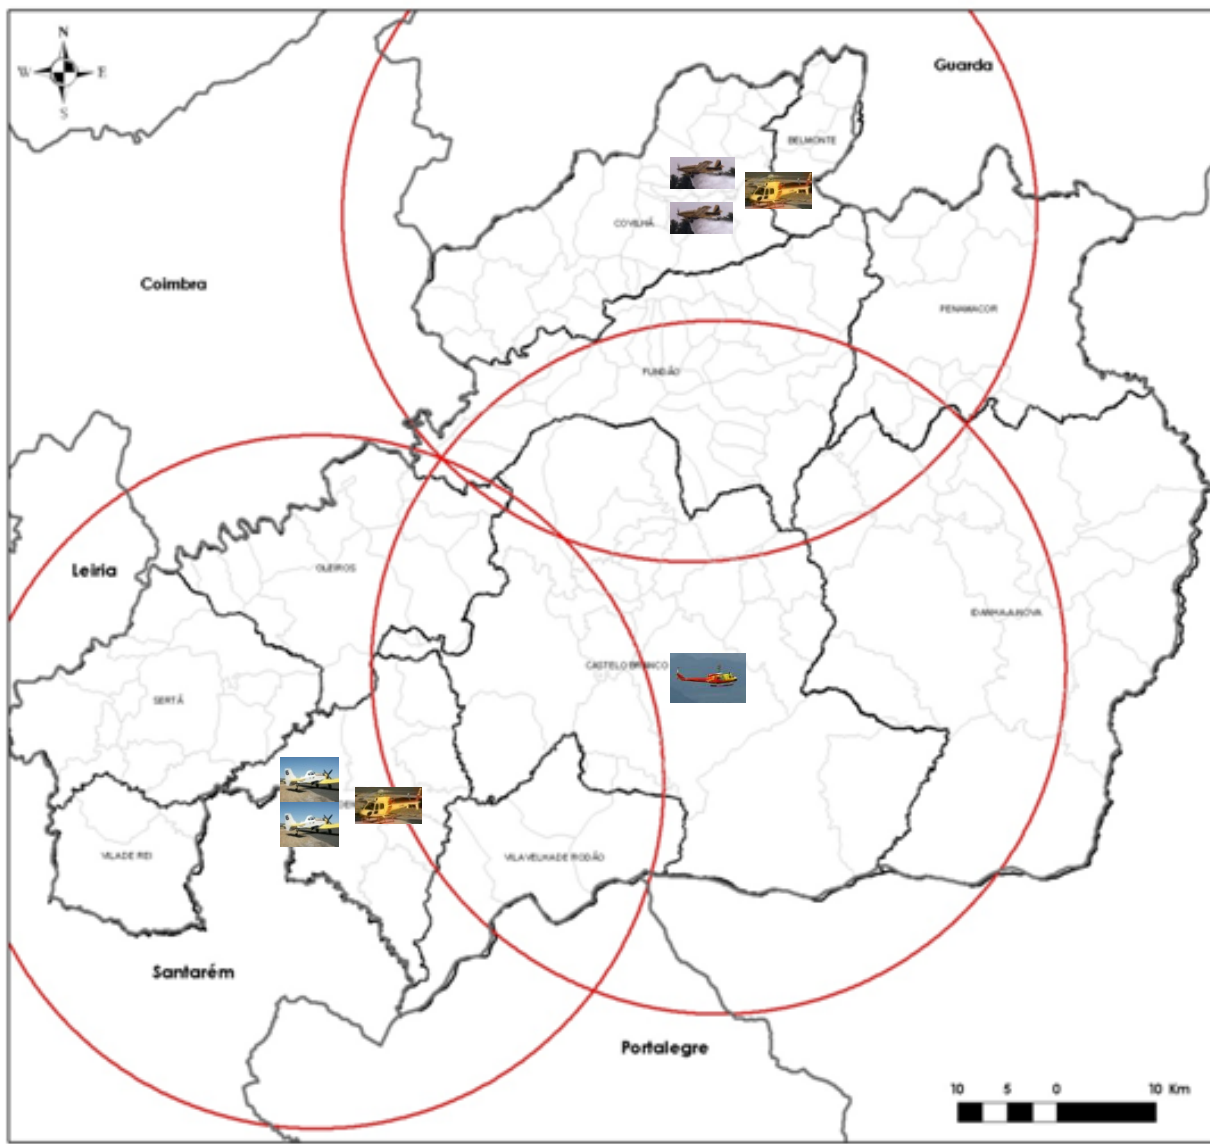 N
Guarda
W E
S
BELMONTE
COVILHÃ
Coimbra
PENAMACOR
FUNDÃO
OLEIROS
Leiria
IDANHA-A-NOVA
CASTELO BRANCO
SERTÃ
VILA DE REI
VILA VELHA DE RODÃO
Santarém
Portalegre
10 5 0 10 Km